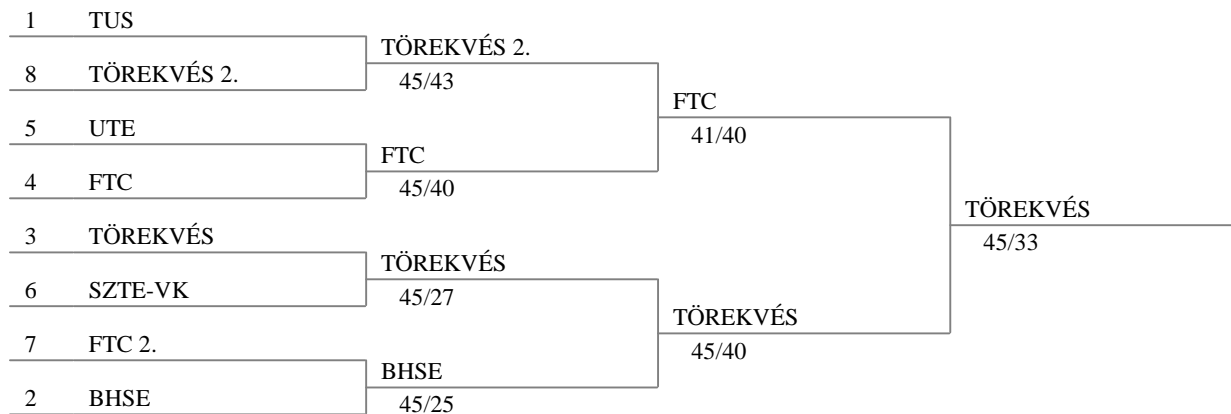 1 TUS
8 TÖREKVÉS 2.
5 UTE
4 FTC
3 TÖREKVÉS
6 SZTE-VK
7 FTC 2.
2 BHSE
TÖREKVÉS 2.
45/43
FTC
45/40
TÖREKVÉS
45/27
BHSE
45/25
FTC
41/40
TÖREKVÉS
45/40
TÖREKVÉS
45/33